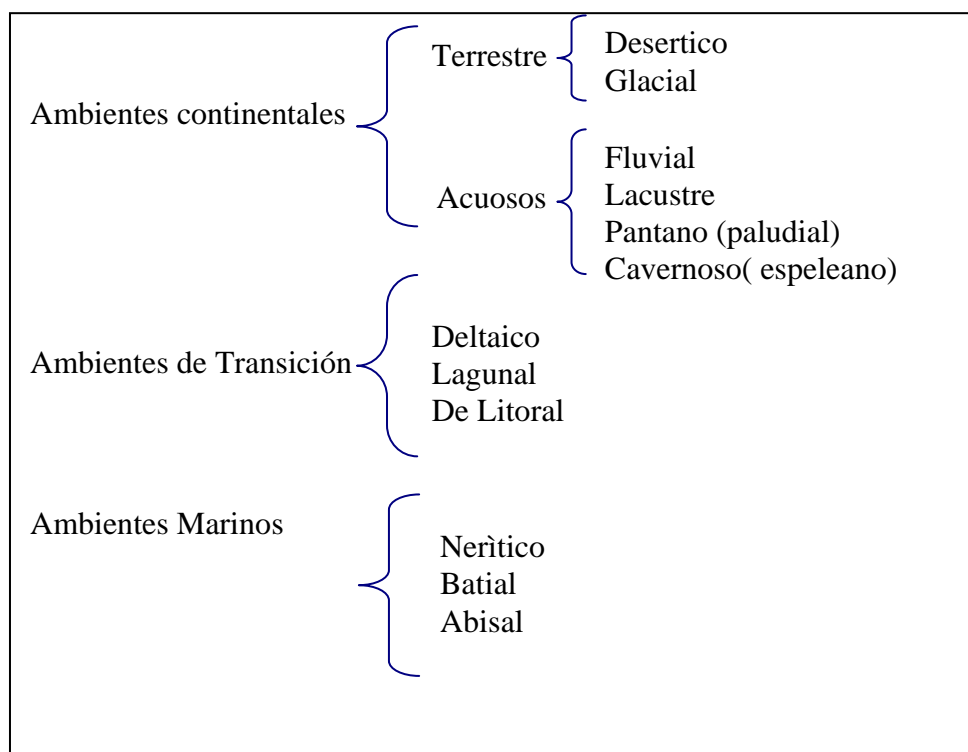 Ambientes continentales
Terrestre
Desertico
Glacial
Acuosos
Fluvial
Lacustre
Pantano (paludial)
Cavernoso( espeleano)
Ambientes de Transición
Deltaico
Lagunal
De Litoral
Ambientes Marinos
Nerìtico
Batial
Abisal